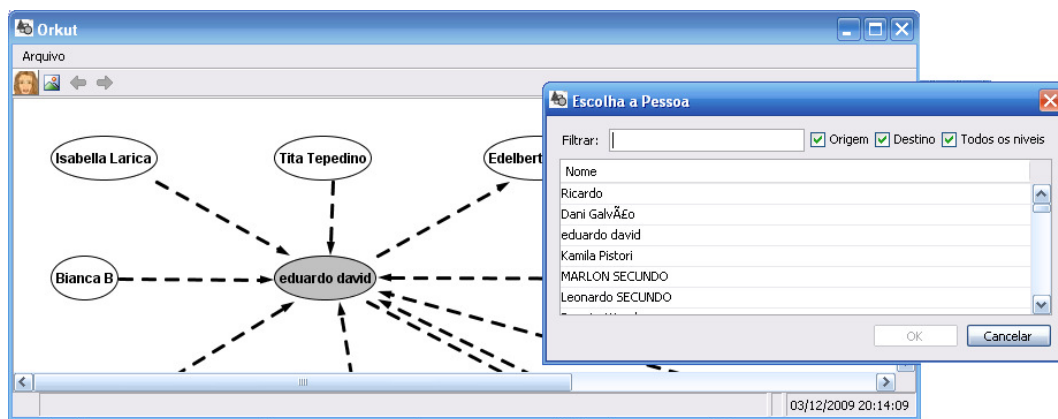 Orkut
Arquivo
Isabella Larica
Tita Tepedino
Edelbert
Bianca B
eduardo david
03/12/2009 20:14:09
Escolha a Pessoa
Filtrar:
Origem
Destino
Todos os niveis
Nome
Ricardo
Dani GalvÃ£o
eduardo david
Kamila Pistori
MARLON SECUNDO
Leonardo SECUNDO
OK
Cancelar